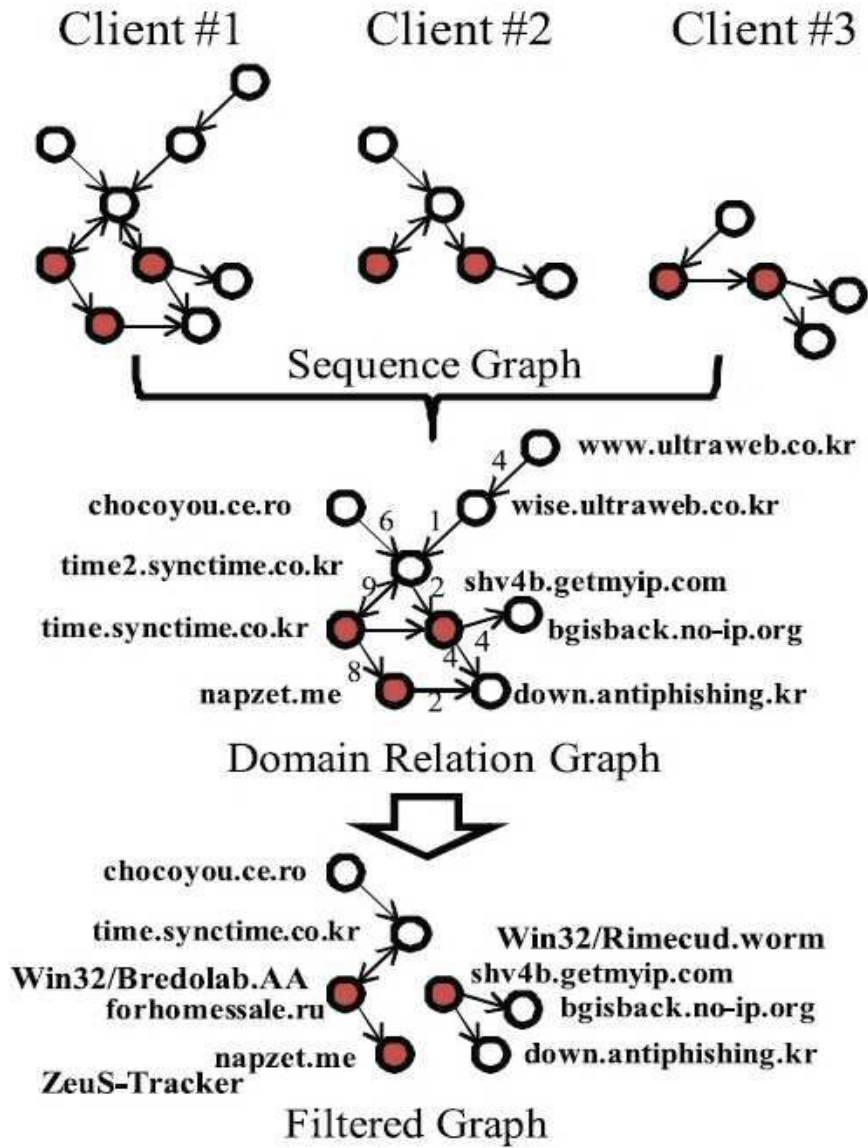 Client #1 Client #2 Client #3
Sequence Graph
www.ultraweb.co.kr
4
chocoyou.ce.ro
wise.ultraweb.co.kr
6
1
time2.synctime.co.kr
shv4b.getmyip.com
9
2
time.synctime.co.kr
bgisback.no-ip.org
8
4
4
napzet.me
2
down.antiphishing.kr
Domain Relation Graph
chocoyou.ce.ro
time.synctime.co.kr
Win32/Rimecud.worm
Win32/Bredolab.AA
shv4b.getmyip.com
forhomessale.ru
bgisback.no-ip.org
napzet.me
down.antiphishing.kr
ZeuS-Tracker
Filtered Graph